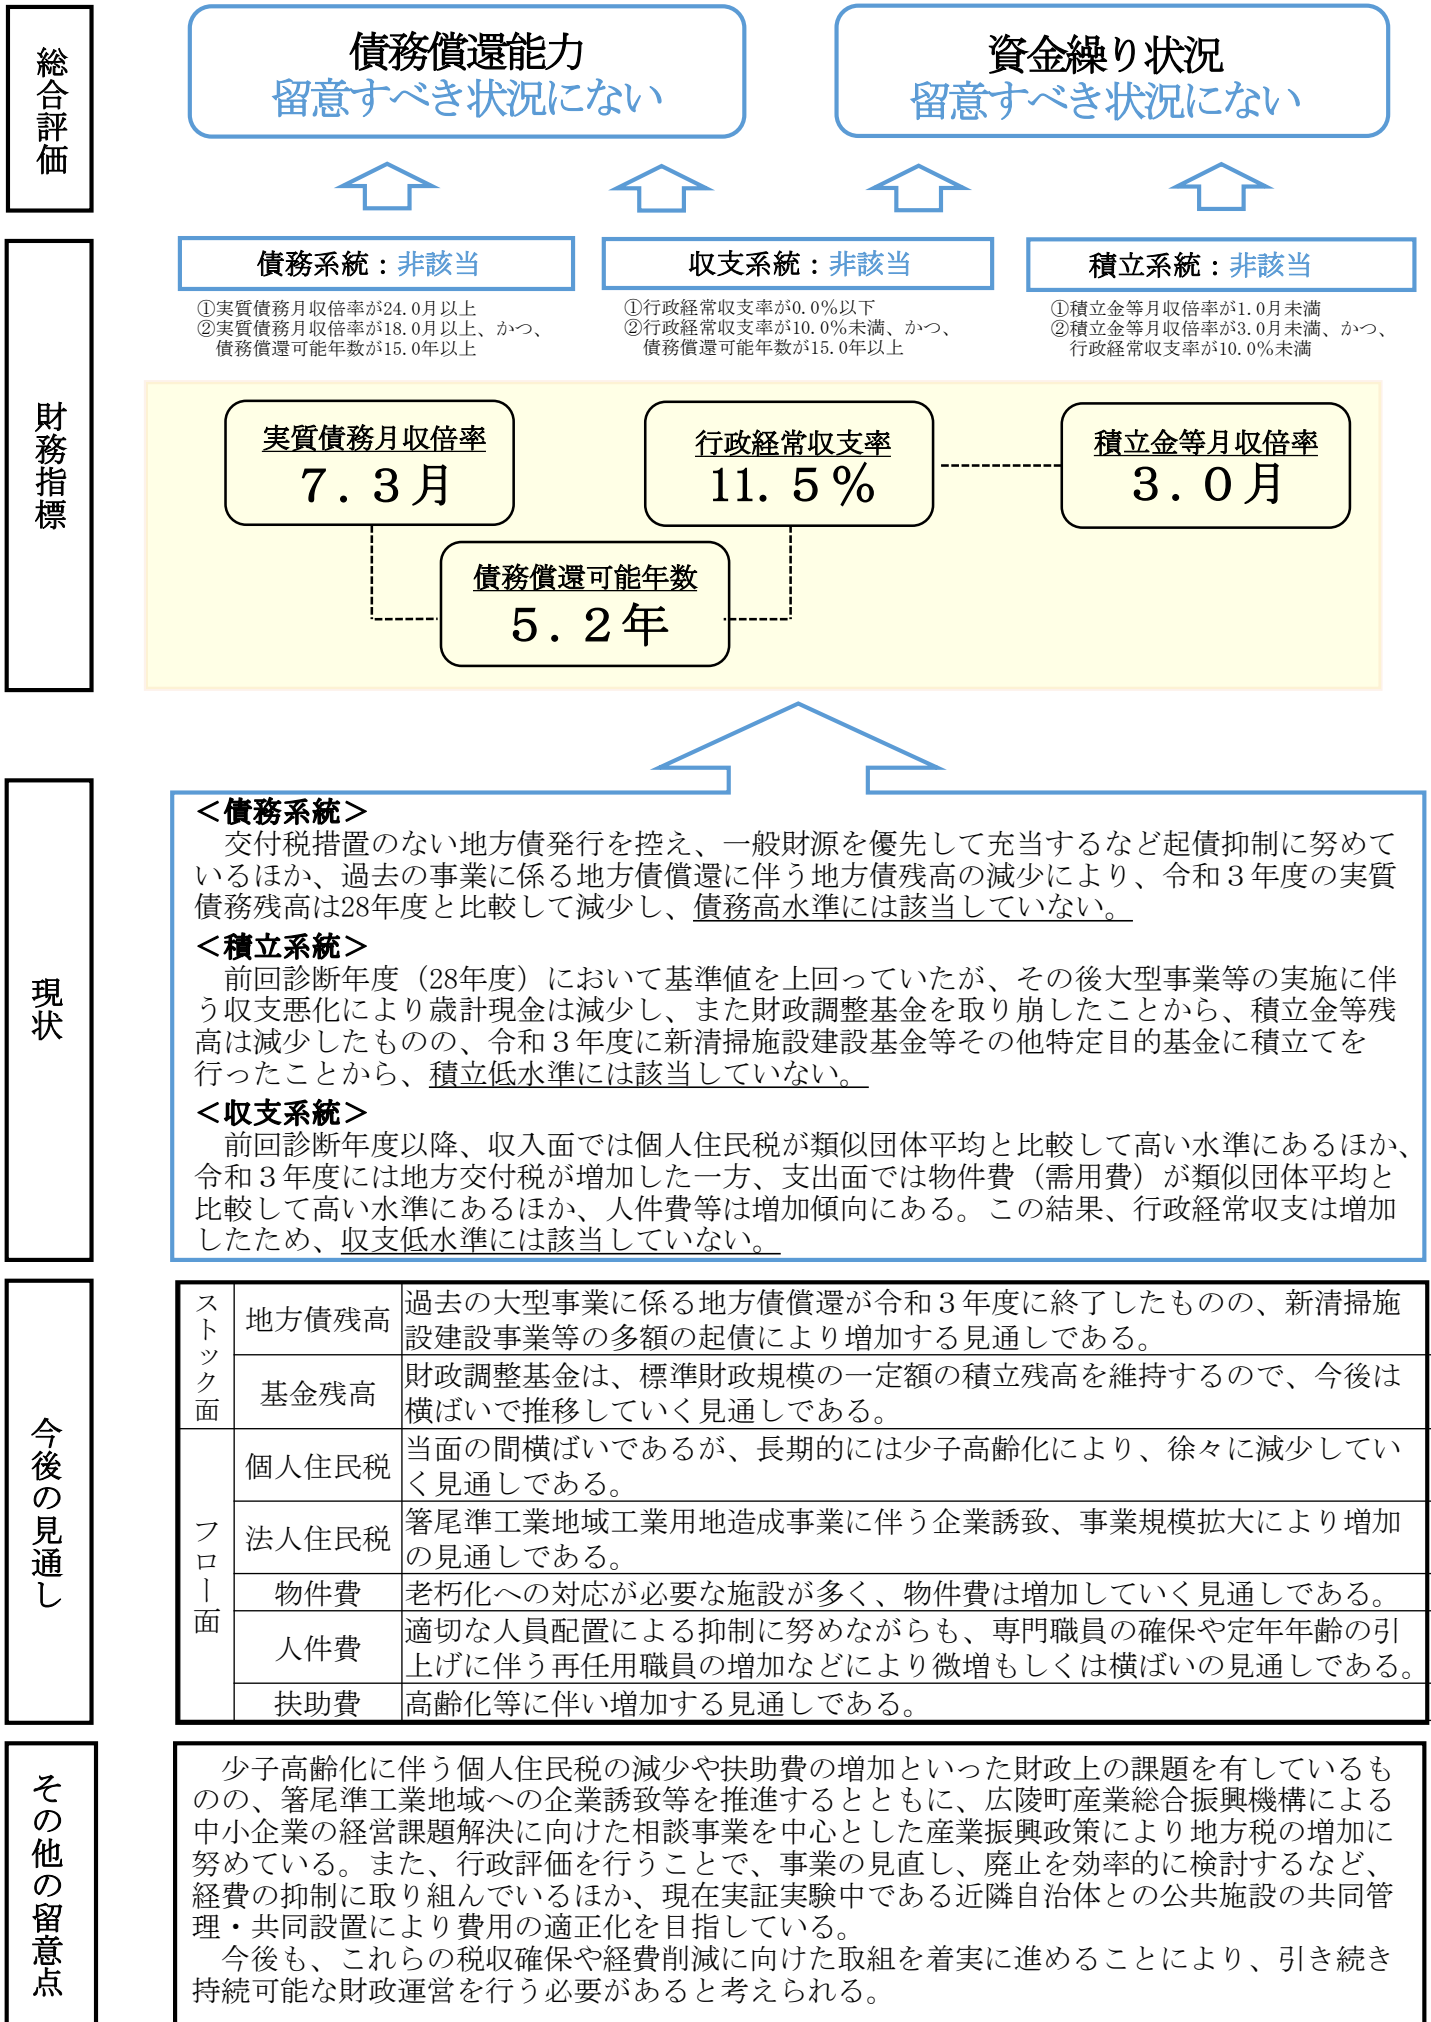 総合評価
債務償還能力
留意すべき状況にない
資金繰り状況
留意すべき状況にない
財務指標
債務系統：非該当
①実質債務月収倍率が24.0月以上
②実質債務月収倍率が18.0月以上、かつ、
債務償還可能年数が15.0年以上
収支系統：非該当
①行政経常収支率が0.0％以下
②行政経常収支率が10.0％未満、かつ、
債務償還可能年数が15.0年以上
積立系統：非該当
①積立金等月収倍率が1.0月未満
②積立金等月収倍率が3.0月未満、かつ、
行政経常収支率が10.0％未満
実質債務月収倍率
７．３月
行政経常収支率
11．５％
積立金等月収倍率
３．０月
債務償還可能年数
５．２年
現状
＜債務系統＞
交付税措置のない地方債発行を控え、一般財源を優先して充当するなど起債抑制に努めて
いるほか、過去の事業に係る地方債償還に伴う地方債残高の減少により、令和３年度の実質
債務残高は28年度と比較して減少し、債務高水準には該当していない。
＜積立系統＞
前回診断年度（28年度）において基準値を上回っていたが、その後大型事業等の実施に伴
う収支悪化により歳計現金は減少し、また財政調整基金を取り崩したことから、積立金等残
高は減少したものの、令和３年度に新清掃施設建設基金等その他特定目的基金に積立てを
行ったことから、積立低水準には該当していない。
＜収支系統＞
前回診断年度以降、収入面では個人住民税が類似団体平均と比較して高い水準にあるほか、
令和３年度には地方交付税が増加した一方、支出面では物件費（需用費）が類似団体平均と
比較して高い水準にあるほか、人件費等は増加傾向にある。この結果、行政経常収支は増加
したため、収支低水準には該当していない。
今後の見通し
ストック面
地方債残高
過去の大型事業に係る地方債償還が令和３年度に終了したものの、新清掃施
設建設事業等の多額の起債により増加する見通しである。
基金残高
財政調整基金は、標準財政規模の一定額の積立残高を維持するので、今後は
横ばいで推移していく見通しである。
フロー面
個人住民税
当面の間横ばいであるが、長期的には少子高齢化により、徐々に減少してい
く見通しである。
法人住民税
箸尾準工業地域工業用地造成事業に伴う企業誘致、事業規模拡大により増加
の見通しである。
物件費
老朽化への対応が必要な施設が多く、物件費は増加していく見通しである。
人件費
適切な人員配置による抑制に努めながらも、専門職員の確保や定年年齢の引
上げに伴う再任用職員の増加などにより微増もしくは横ばいの見通しである。
扶助費
高齢化等に伴い増加する見通しである。
その他の留意点
少子高齢化に伴う個人住民税の減少や扶助費の増加といった財政上の課題を有しているも
のの、箸尾準工業地域への企業誘致等を推進するとともに、広陵町産業総合振興機構による
中小企業の経営課題解決に向けた相談事業を中心とした産業振興政策により地方税の増加に
努めている。また、行政評価を行うことで、事業の見直し、廃止を効率的に検討するなど、
経費の抑制に取り組んでいるほか、現在実証実験中である近隣自治体との公共施設の共同管
理・共同設置により費用の適正化を目指している。
今後も、これらの税収確保や経費削減に向けた取組を着実に進めることにより、引き続き
持続可能な財政運営を行う必要があると考えられる。